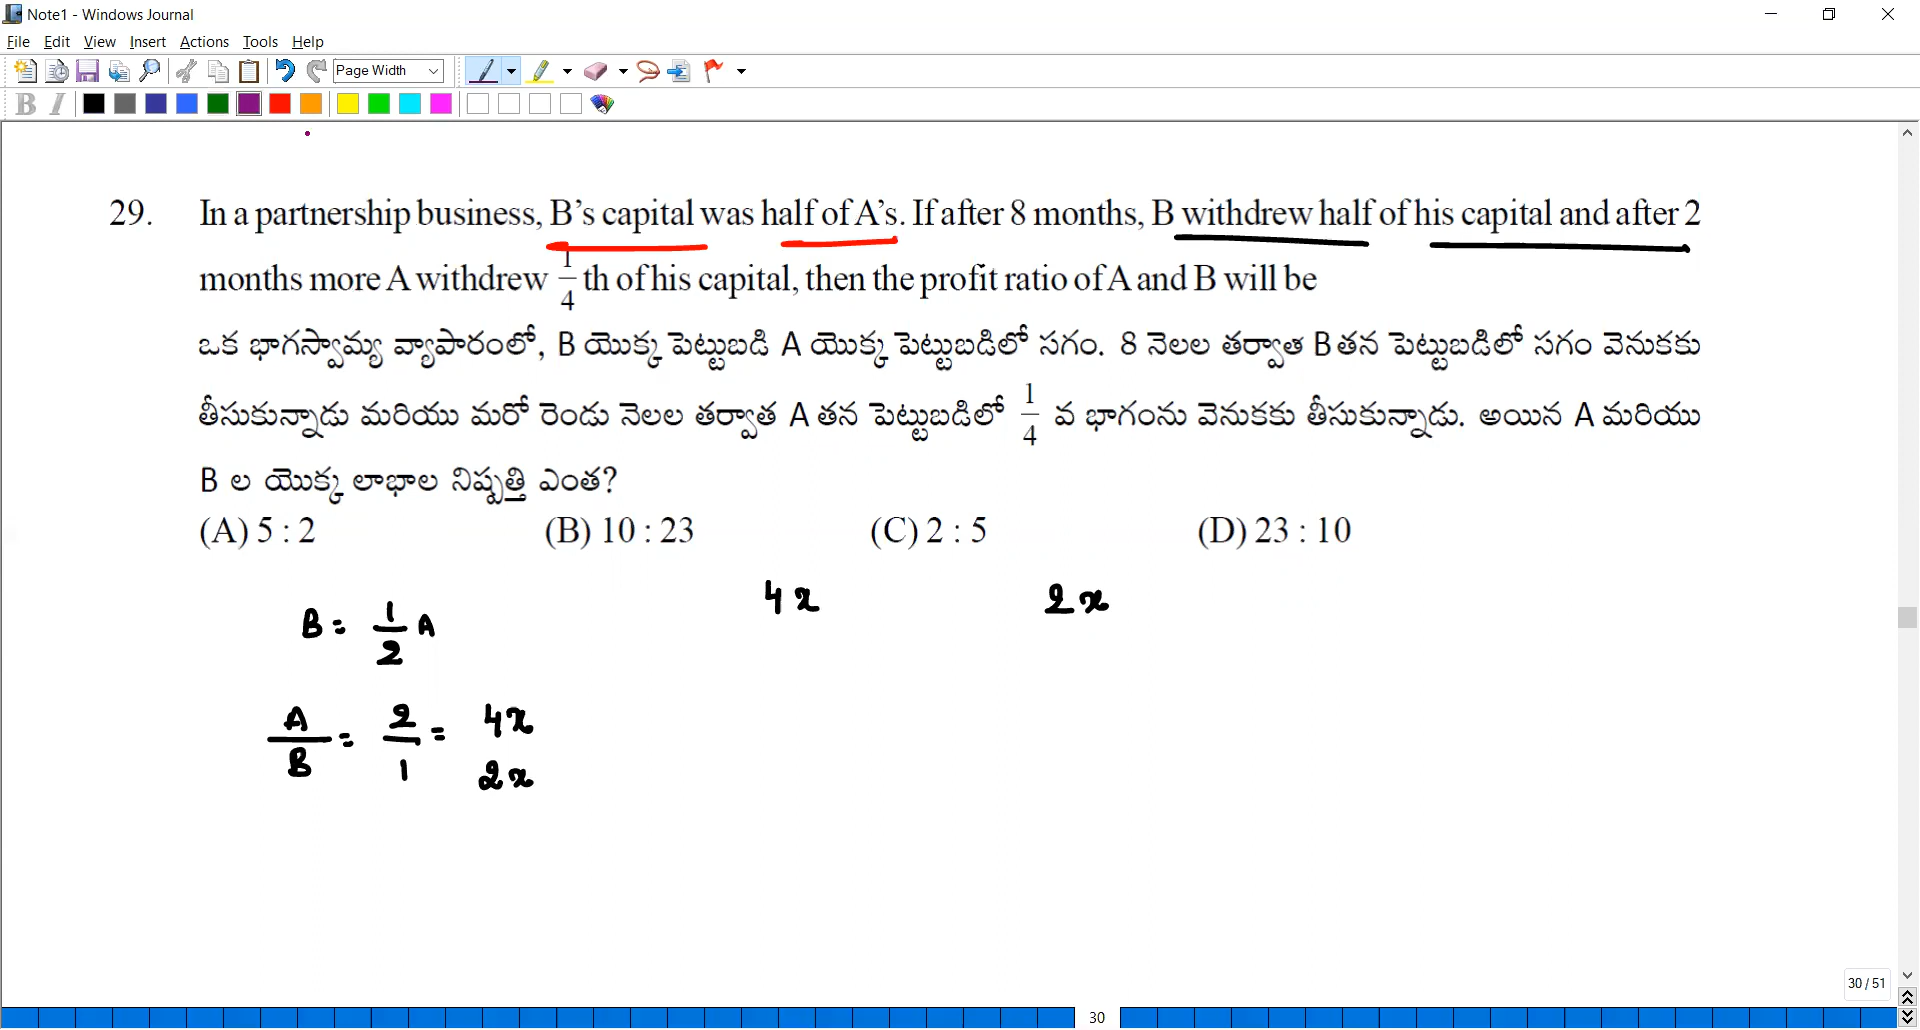 Note1 - Windows Journal
File Edit View Insert Actions Tools Help
Page Width
B I
29. In a partnership business, B's capital was half of A's. If after 8 months, B withdrew half of his capital and after 2
months more A withdrew 1/4 th of his capital, then the profit ratio of A and B will be
ఒక భాగస్వామ్య వ్యాపారంలో, B యొక్క పెట్టుబడి A యొక్క పెట్టుబడిలో సగం. 8 నెలల తర్వాత B తన పెట్టుబడిలో సగం వెనుకకు
తీసుకున్నాడు మరియు మరో రెండు నెలల తర్వాత A తన పెట్టుబడిలో 1/4 వ భాగంను వెనుకకు తీసుకున్నాడు. అయిన A మరియు
B ల యొక్క లాభాల నిష్పత్తి ఎంత?
(A) 5 : 2 (B) 10 : 23 (C) 2 : 5 (D) 23 : 10
4x 2x
B = 1/2 A
A/B = 2/1 = 4x
2x
30 / 51
30